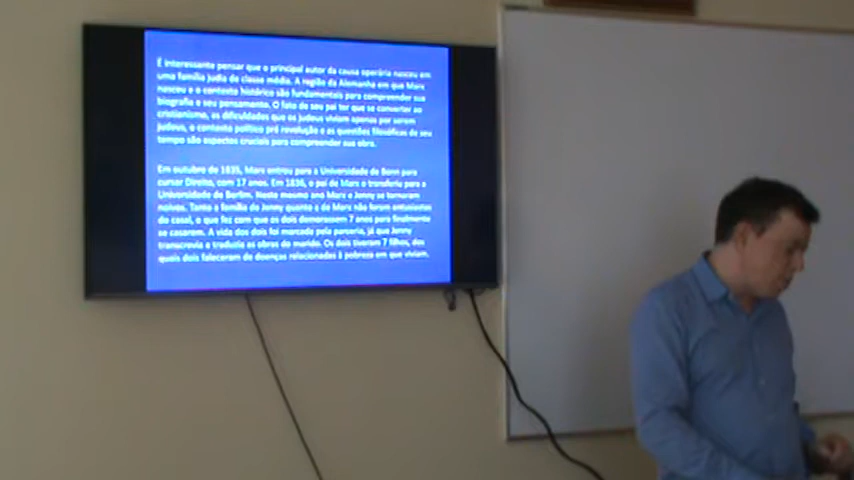 É interessante pensar que o principal autor da causa operária nasceu em
uma família judia de classe média. A região da Alemanha em que Marx
nasceu e o contexto histórico são fundamentais para compreender sua
biografia e seu pensamento. O fato de seu pai ter que se converter ao
cristianismo, as dificuldades que os judeus viviam apenas por serem
judeus, o contexto político pré revolução e as questões filosóficas de seu
tempo são aspectos cruciais para compreender sua obra.
Em outubro de 1835, Marx entrou para a Universidade de Bonn para
cursar Direito, com 17 anos. Em 1836, o pai de Marx o transferiu para a
Universidade de Berlim. Neste mesmo ano Marx e Jenny se tornaram
noivos. Tanto a família de Jenny quanto a de Marx não foram entusiastas
do casal, o que fez com que os dois demorassem 7 anos para finalmente
se casarem. A vida dos dois foi marcada pela parceria, já que Jenny
transcrevia e traduzia as obras do marido. Os dois tiveram 7 filhos, dos
quais dois faleceram de doenças relacionadas à pobreza em que viviam.